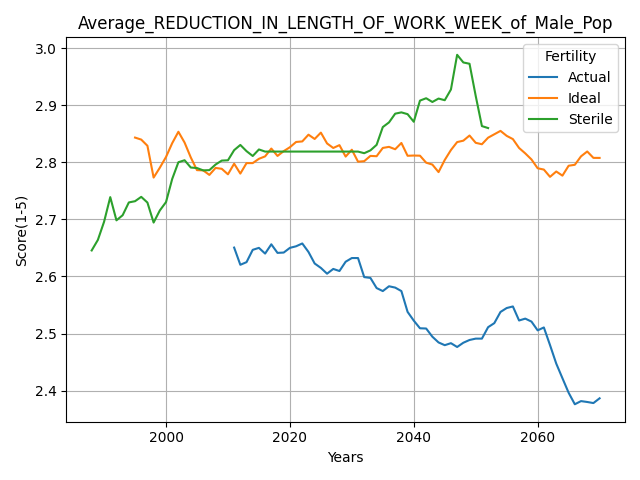 Average_REDUCTION_IN_LENGTH_OF_WORK_WEEK_of_Male_Pop
Fertility
Actual
Ideal
Sterile
Score(1-5)
3.0
2.9
2.8
2.7
2.6
2.5
2.4
2000 2020 2040 2060
Years